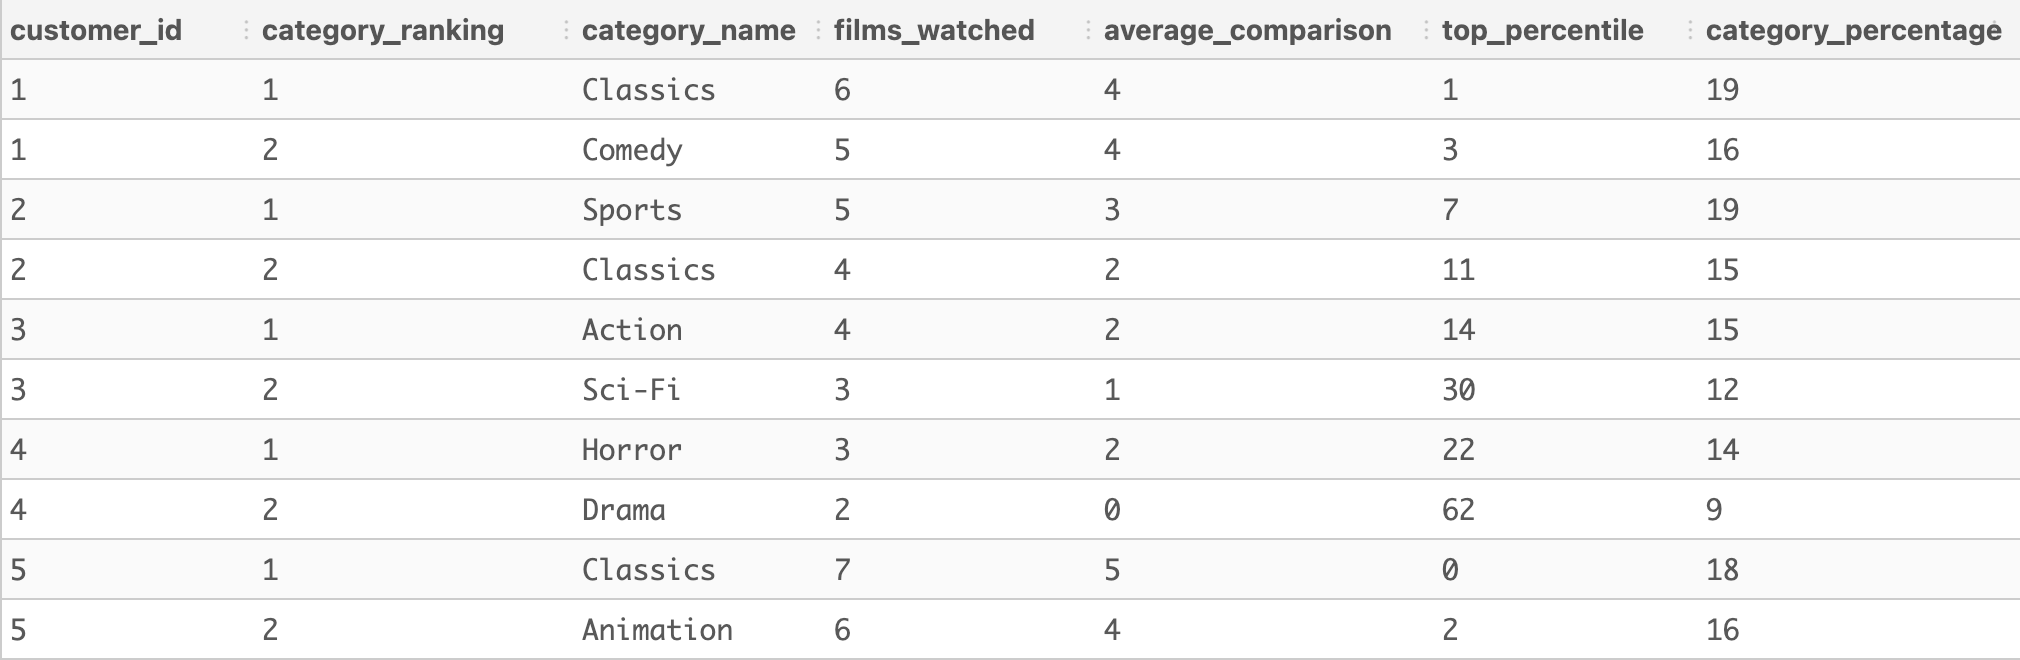 customer_id category_ranking category_name films_watched average_comparison top_percentile category_percentage
1 1 Classics 6 4 1 19
1 2 Comedy 5 4 3 16
2 1 Sports 5 3 7 19
2 2 Classics 4 2 11 15
3 1 Action 4 2 14 15
3 2 Sci-Fi 3 1 30 12
4 1 Horror 3 2 22 14
4 2 Drama 2 0 62 9
5 1 Classics 7 5 0 18
5 2 Animation 6 4 2 16